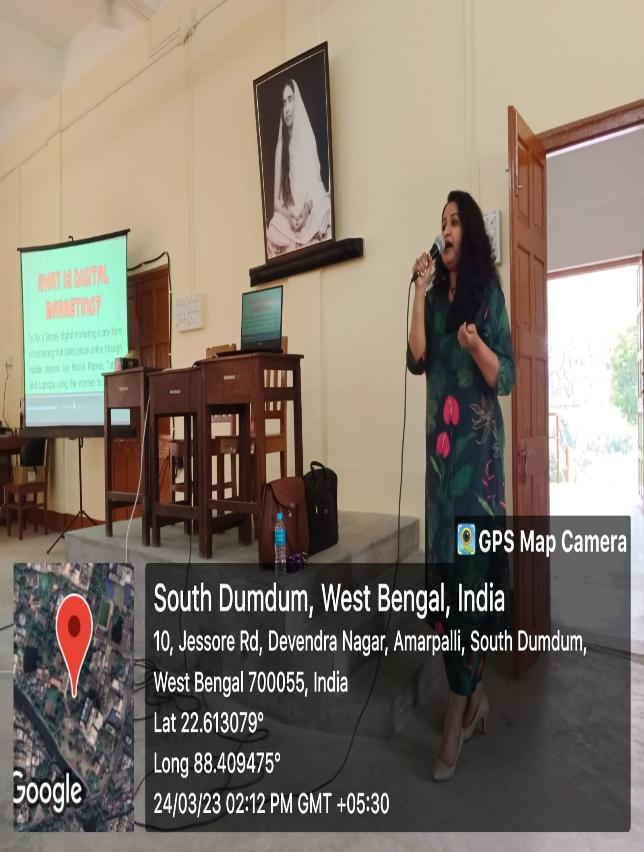 WHAT IS DIGITAL
MARKETING?
To Put it Simply, digital marketing is any form
of marketing that takes place online through
mobile devices like Mobile Phones,
and Laptops using the internet to
GPS Map Camera
South Dumdum, West Bengal, India
10, Jessore Rd, Devendra Nagar, Amarpalli, South Dumdum,
West Bengal 700055, India
Lat 22.613079°
Long 88.409475°
24/03/23 02:12 PM GMT +05:30
Google